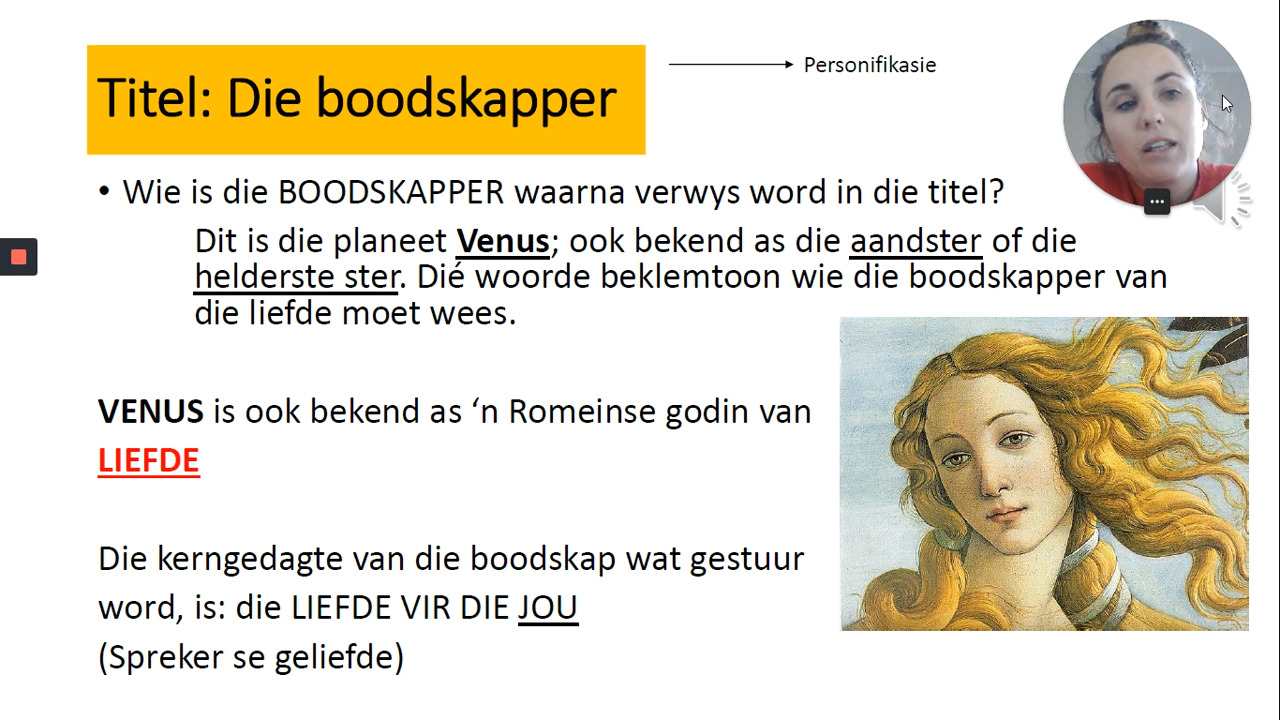 Titel: Die boodskapper
Personifikasie
• Wie is die BOODSKAPPER waarna verwys word in die titel?
Dit is die planeet Venus; ook bekend as die aandster of die
helderste ster. Dié woorde beklemtoon wie die boodskapper van
die liefde moet wees.
VENUS is ook bekend as ‘n Romeinse godin van
LIEFDE
Die kerngedagte van die boodskap wat gestuur
word, is: die LIEFDE VIR DIE JOU
(Spreker se geliefde)